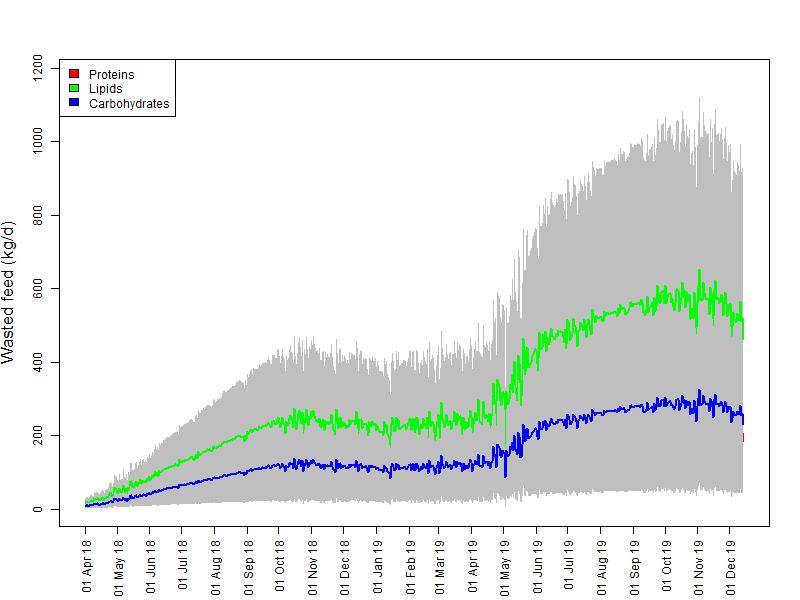 Proteins
Lipids
Carbohydrates
Wasted feed (kg/d)
1200
1000
800
600
400
200
0
01 Apr 18
01 May 18
01 Jun 18
01 Jul 18
01 Aug 18
01 Sep 18
01 Oct 18
01 Nov 18
01 Dec 18
01 Jan 19
01 Feb 19
01 Mar 19
01 Apr 19
01 May 19
01 Jun 19
01 Jul 19
01 Aug 19
01 Sep 19
01 Oct 19
01 Nov 19
01 Dec 19